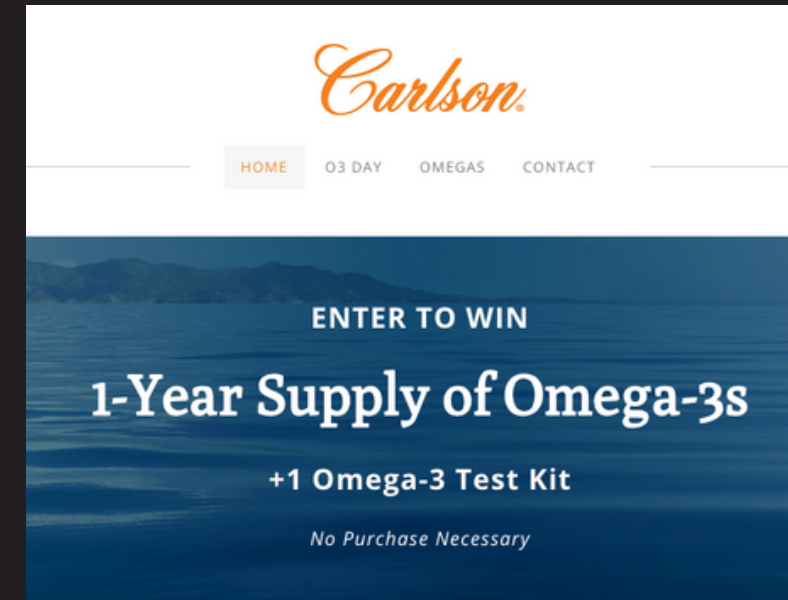 Carlson®
HOME O3 DAY OMEGAS CONTACT
ENTER TO WIN
1-Year Supply of Omega-3s
+1 Omega-3 Test Kit
No Purchase Necessary